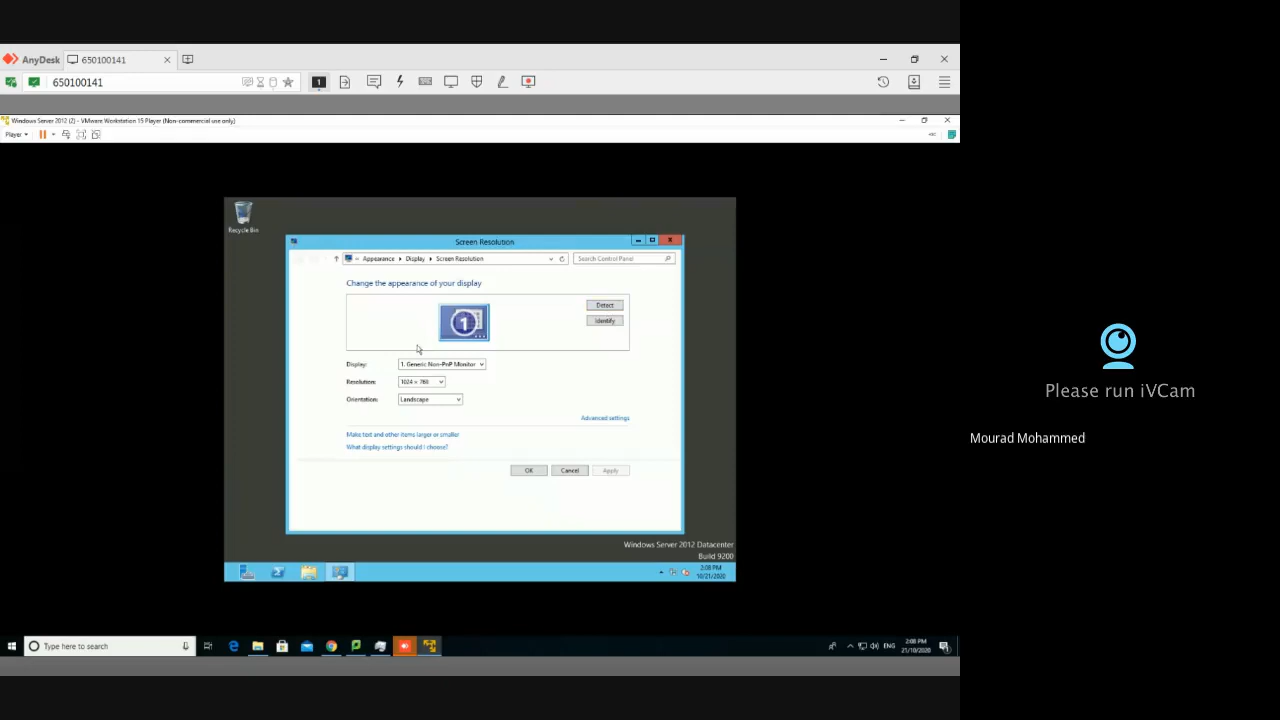 AnyDesk
650100141
650100141
1
Windows Server 2012 (2) - VMware Workstation 15 Player (Non-commercial use only)
Player
Recycle Bin
Screen Resolution
Appearance
Display
Screen Resolution
Search Control Panel
Change the appearance of your display
Detect
1
Identify
Display:
1. Generic Non-PnP Monitor
Resolution:
1024 × 768
Orientation:
Landscape
Advanced settings
Make text and other items larger or smaller
What display settings should I choose?
OK
Cancel
Apply
Windows Server 2012 Datacenter
Build 9200
2:08 PM
10/21/2020
Type here to search
ENG
2:08 PM
21/10/2020
Please run iVCam
Mourad Mohammed